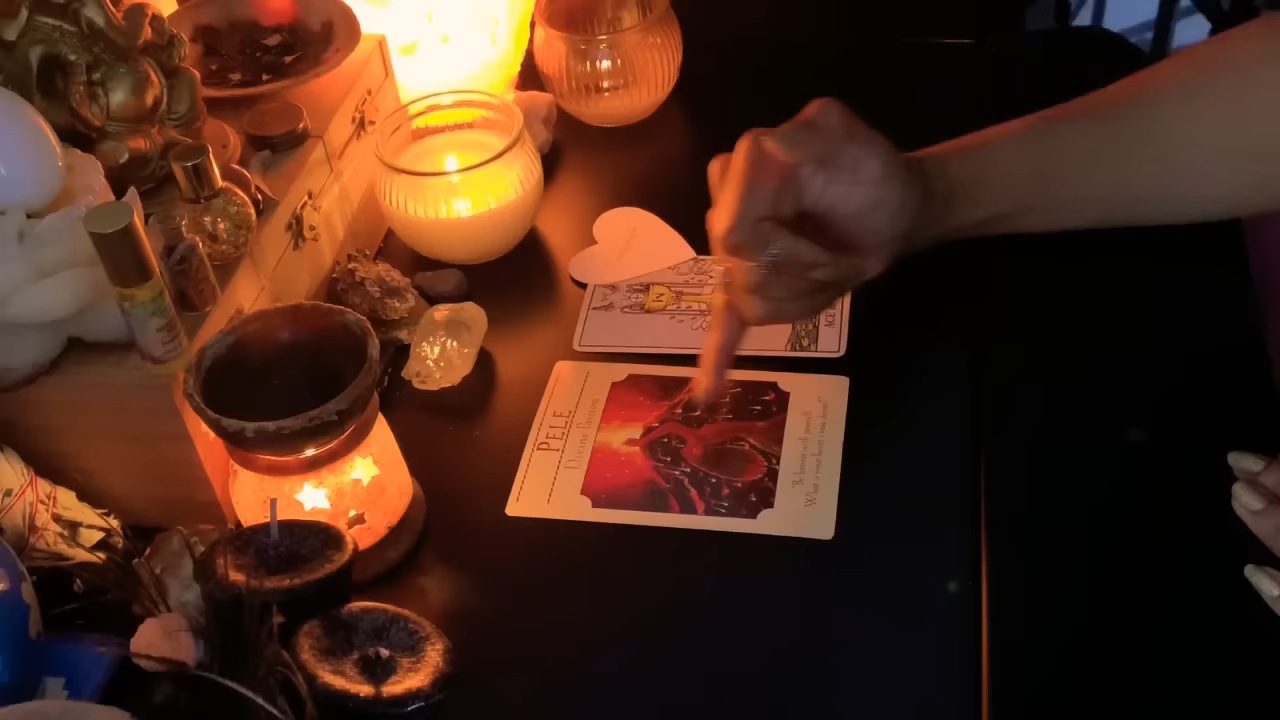 ACE
PELE
Divine Passion
"Be honest with yourself.
What is your heart's true desire?"